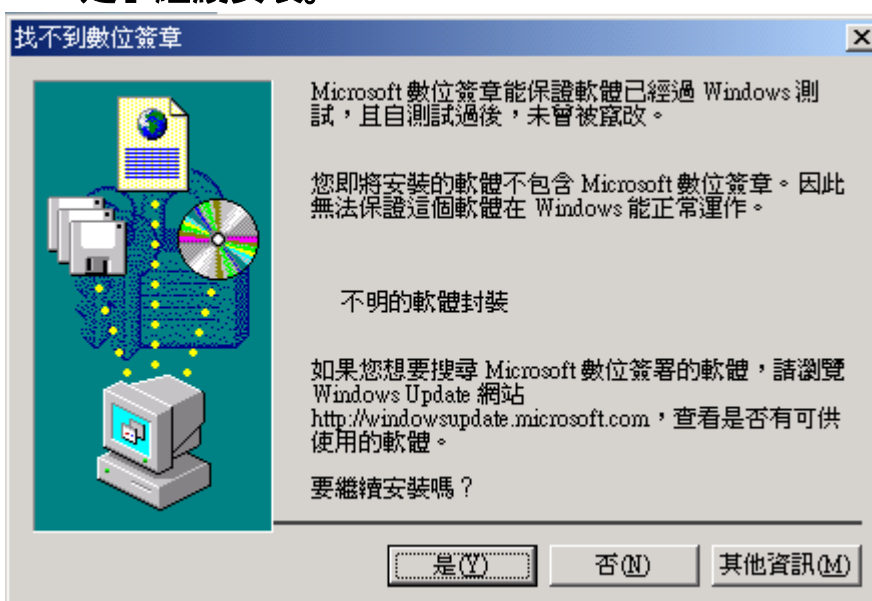 找不到數位簽章
Microsoft 數位簽章能保證軟體已經過 Windows 測
試，且自測試過後，未曾被竄改。
您即將安裝的軟體不包含 Microsoft 數位簽章。因此
無法保證這個軟體在 Windows 能正常運作。
不明的軟體封裝
如果您想要搜尋 Microsoft 數位簽署的軟體，請瀏覽
Windows Update 網站
http://windowsupdate.microsoft.com，查看是否有可供
使用的軟體。
要繼續安裝嗎？
是(Y) 否(N) 其他資訊(M)